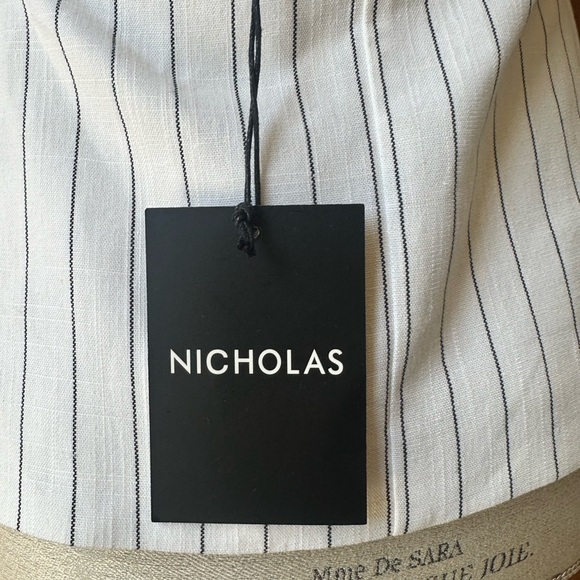 NICHOLAS
Mme De SARA
JOIE.